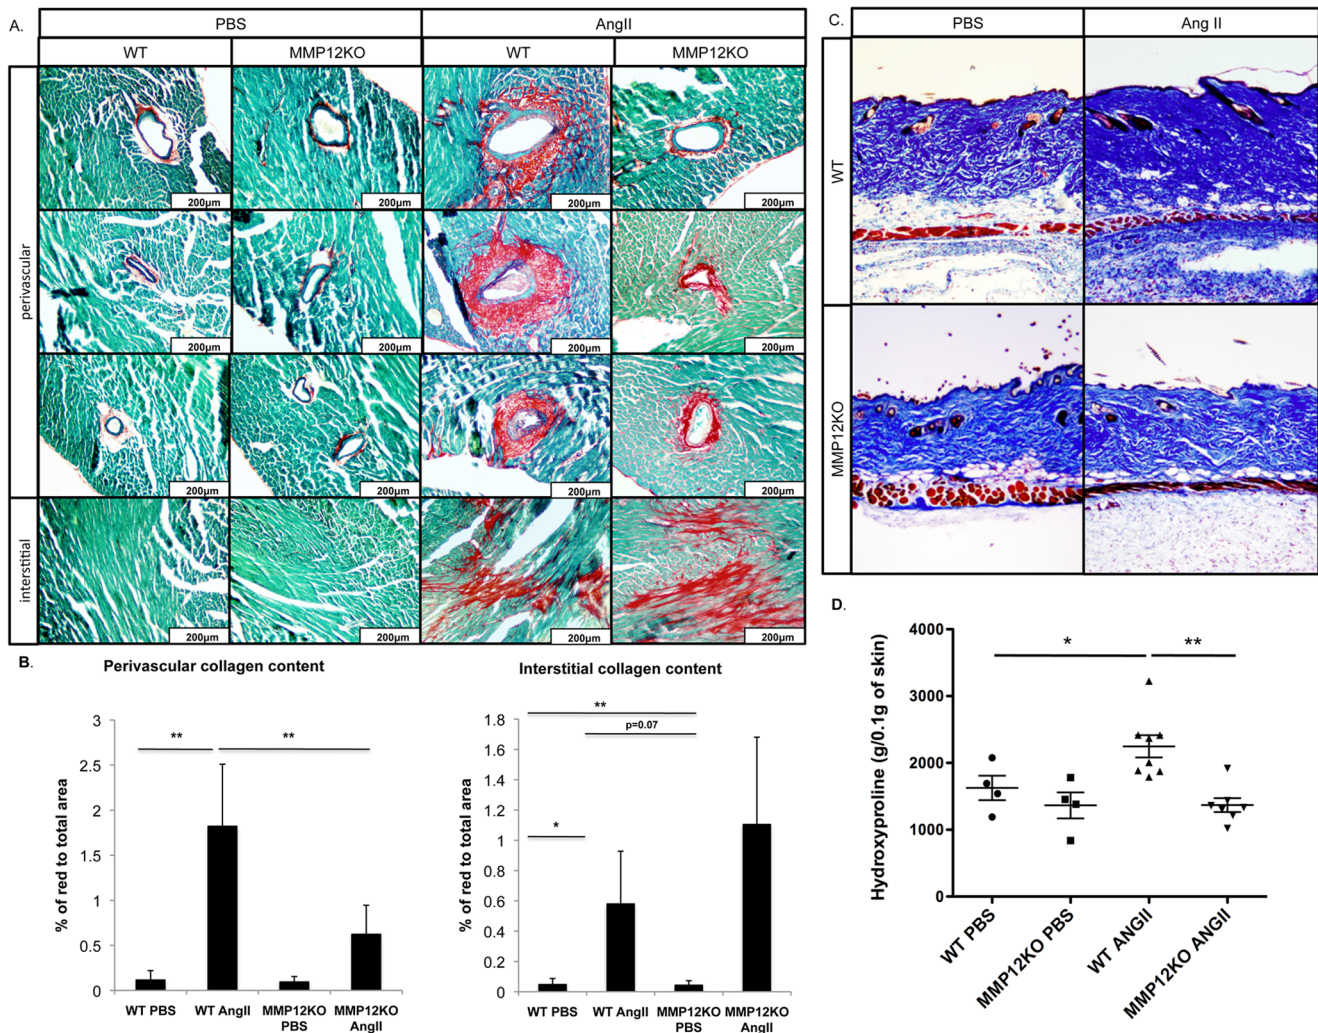 A.
PBS
AngII
WT
MMP12KO
WT
MMP12KO
perivascular
200µm
200µm
200µm
200µm
200µm
200µm
200µm
200µm
200µm
200µm
200µm
200µm
interstitial
200µm
200µm
200µm
200µm
B.
Perivascular collagen content
% of red to total area
3
2.5
2
1.5
1
0.5
0
**
**
WT PBS
WT AngII
MMP12KO
PBS
MMP12KO
AngII
Interstitial collagen content
% of red to total area
1.8
1.6
1.4
1.2
1
0.8
0.6
0.4
0.2
0
**
p=0.07
*
WT PBS
WT AngII
MMP12KO
PBS
MMP12KO
AngII
C.
PBS
Ang II
WT
MMP12KO
D.
Hydroxyproline (g/0.1g of skin)
4000
3000
2000
1000
0
*
**
WT PBS
MMP12KO PBS
WT ANGII
MMP12KO ANGII